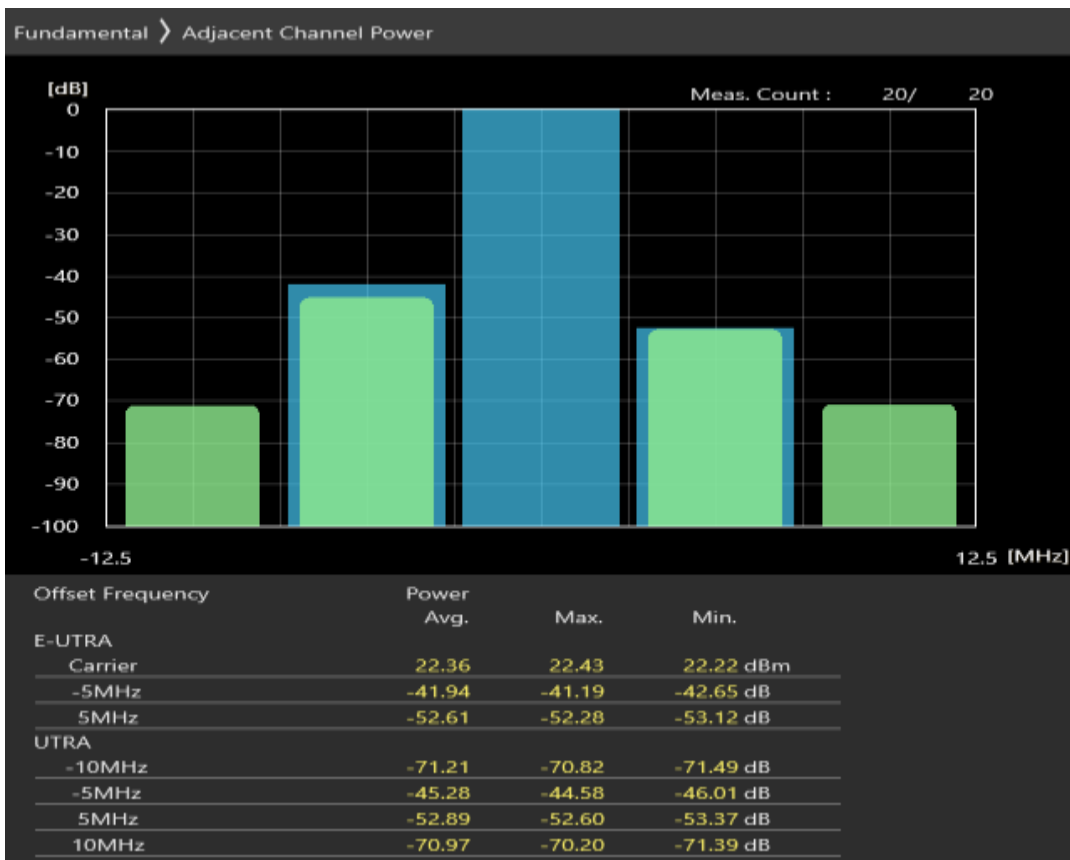 Fundamental 》 Adjacent Channel Power
[dB]
Meas. Count : 20/ 20
0
-10
-20
-30
-40
-50
-60
-70
-80
-90
-100
-12.5 12.5 [MHz]
Offset Frequency Power
Avg. Max. Min.
E-UTRA
Carrier 22.36 22.43 22.22 dBm
-5MHz -41.94 -41.19 -42.65 dB
5MHz -52.61 -52.28 -53.12 dB
UTRA
-10MHz -71.21 -70.82 -71.49 dB
-5MHz -45.28 -44.58 -46.01 dB
5MHz -52.89 -52.60 -53.37 dB
10MHz -70.97 -70.20 -71.39 dB